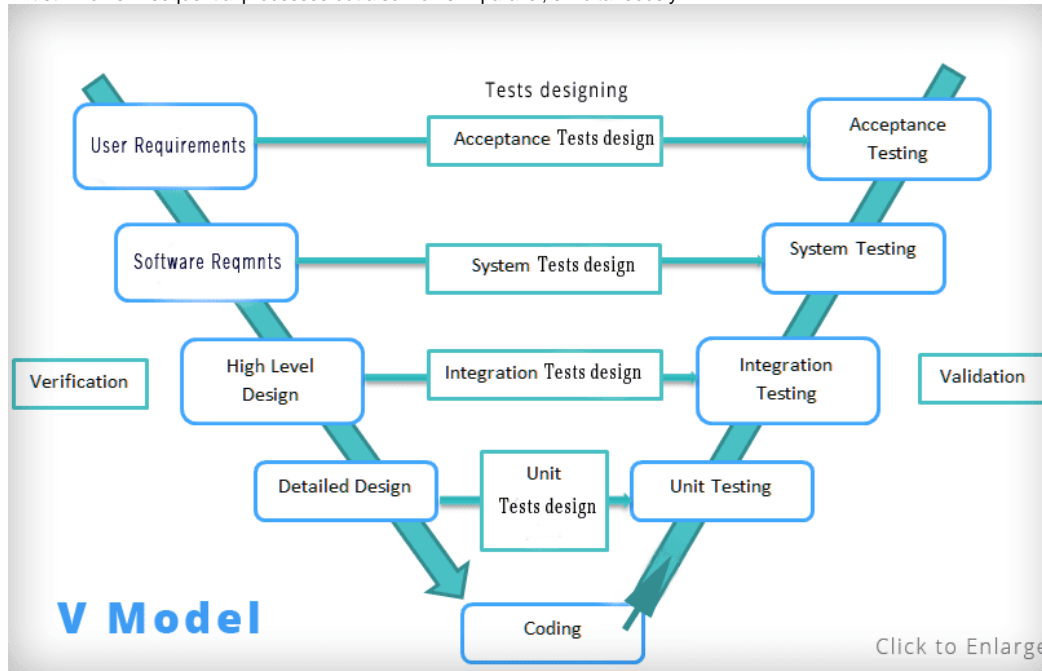 Tests designing
User Requirements
Acceptance Tests design
Acceptance
Testing
Software Reqmnts
System Tests design
System Testing
Verification
High Level
Design
Integration Tests design
Integration
Testing
Validation
Detailed Design
Unit
Tests design
Unit Testing
V Model
Coding
Click to Enlarge